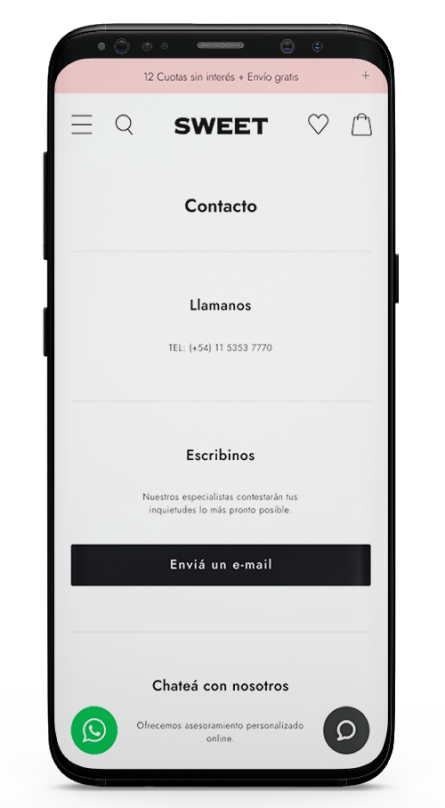 12 Cuotas sin interés + Envío gratis
SWEET
Contacto
Llamanos
TEL: (+54) 11 5353 7770
Escribinos
Nuestros especialistas contestarán tus
inquietudes lo más pronto posible.
Enviá un e-mail
Chateá con nosotros
Ofrecemos asesoramiento personalizado
online.